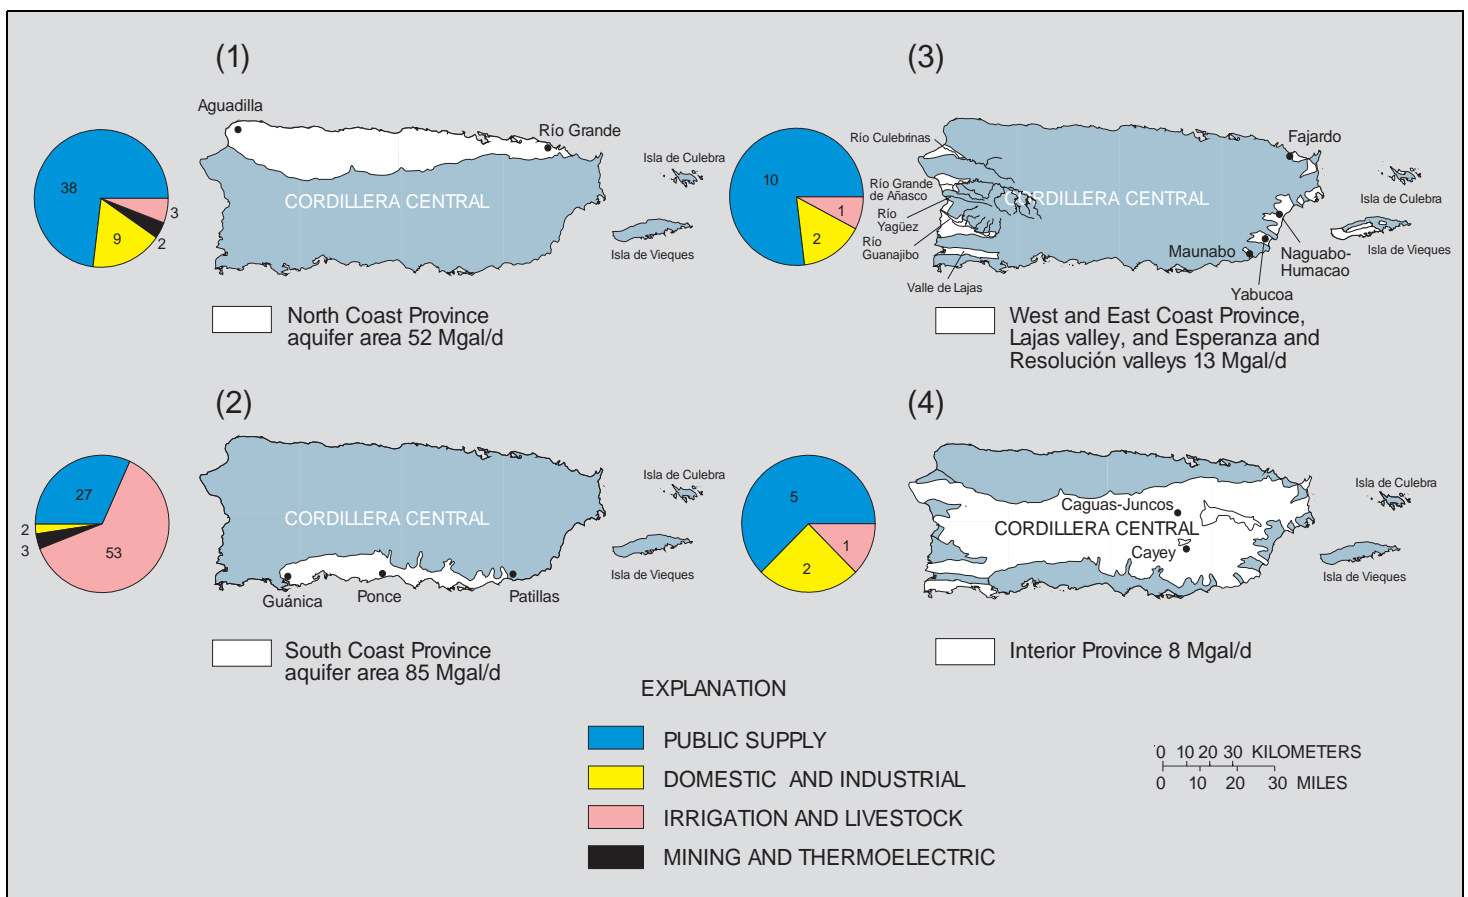 (1)
Aguadilla
Río Grande
Isla de Culebra
CORDILLERA CENTRAL
Isla de Vieques
38
9
3
2
North Coast Province
aquifer area 52 Mgal/d
(3)
Río Culebrinas
Río Grande
de Añasco
Río
Yagüez
Río
Guanajibo
Valle de Lajas
CORDILLERA CENTRAL
Fajardo
Isla de Culebra
Isla de Vieques
Maunabo
Naguabo-
Humacao
Yabucoa
10
1
2
West and East Coast Province,
Lajas valley, and Esperanza and
Resolución valleys 13 Mgal/d
(2)
27
2
3
53
CORDILLERA CENTRAL
Isla de Culebra
Isla de Vieques
Guánica
Ponce
Patillas
South Coast Province
aquifer area 85 Mgal/d
(4)
5
1
2
Caguas-Juncos
CORDILLERA CENTRAL
Cayey
Isla de Culebra
Isla de Vieques
Interior Province 8 Mgal/d
EXPLANATION
PUBLIC SUPPLY
DOMESTIC AND INDUSTRIAL
IRRIGATION AND LIVESTOCK
MINING AND THERMOELECTRIC
0 10 20 30 KILOMETERS
0 10 20 30 MILES